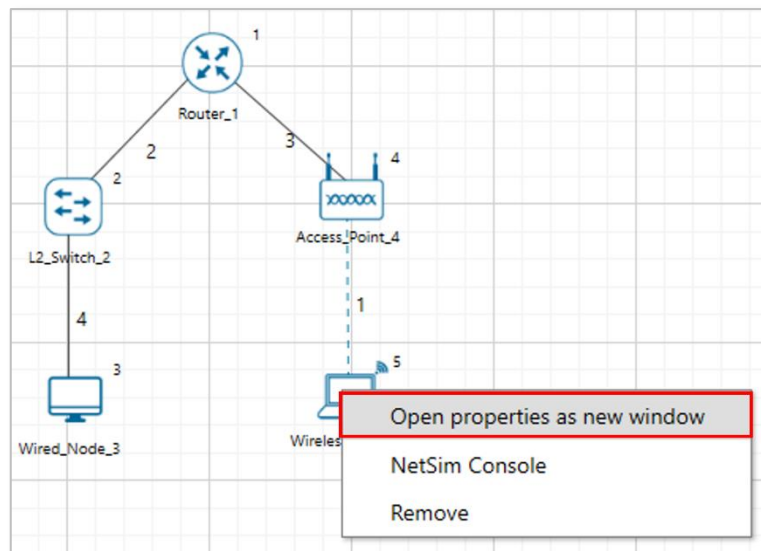 1
Router_1
2
3
2
4
L2_Switch_2
Access_Point_4
4
1
3
5
Wired_Node_3
Wireles
Open properties as new window
NetSim Console
Remove